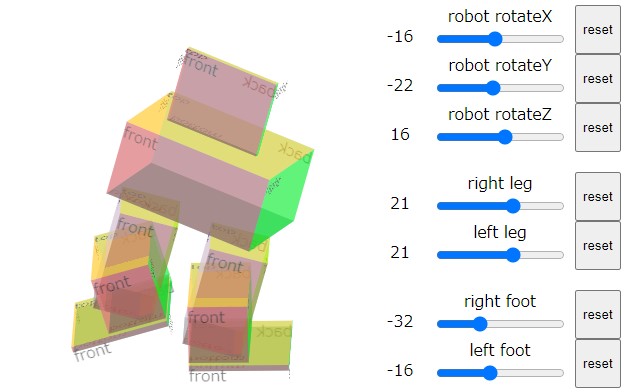 robot rotateX
-16
reset
robot rotateY
-22
reset
robot rotateZ
16
reset
right leg
21
reset
left leg
21
reset
right foot
-32
reset
left foot
-16
reset
front
back
front
back
front
front
front
front
front
back
front